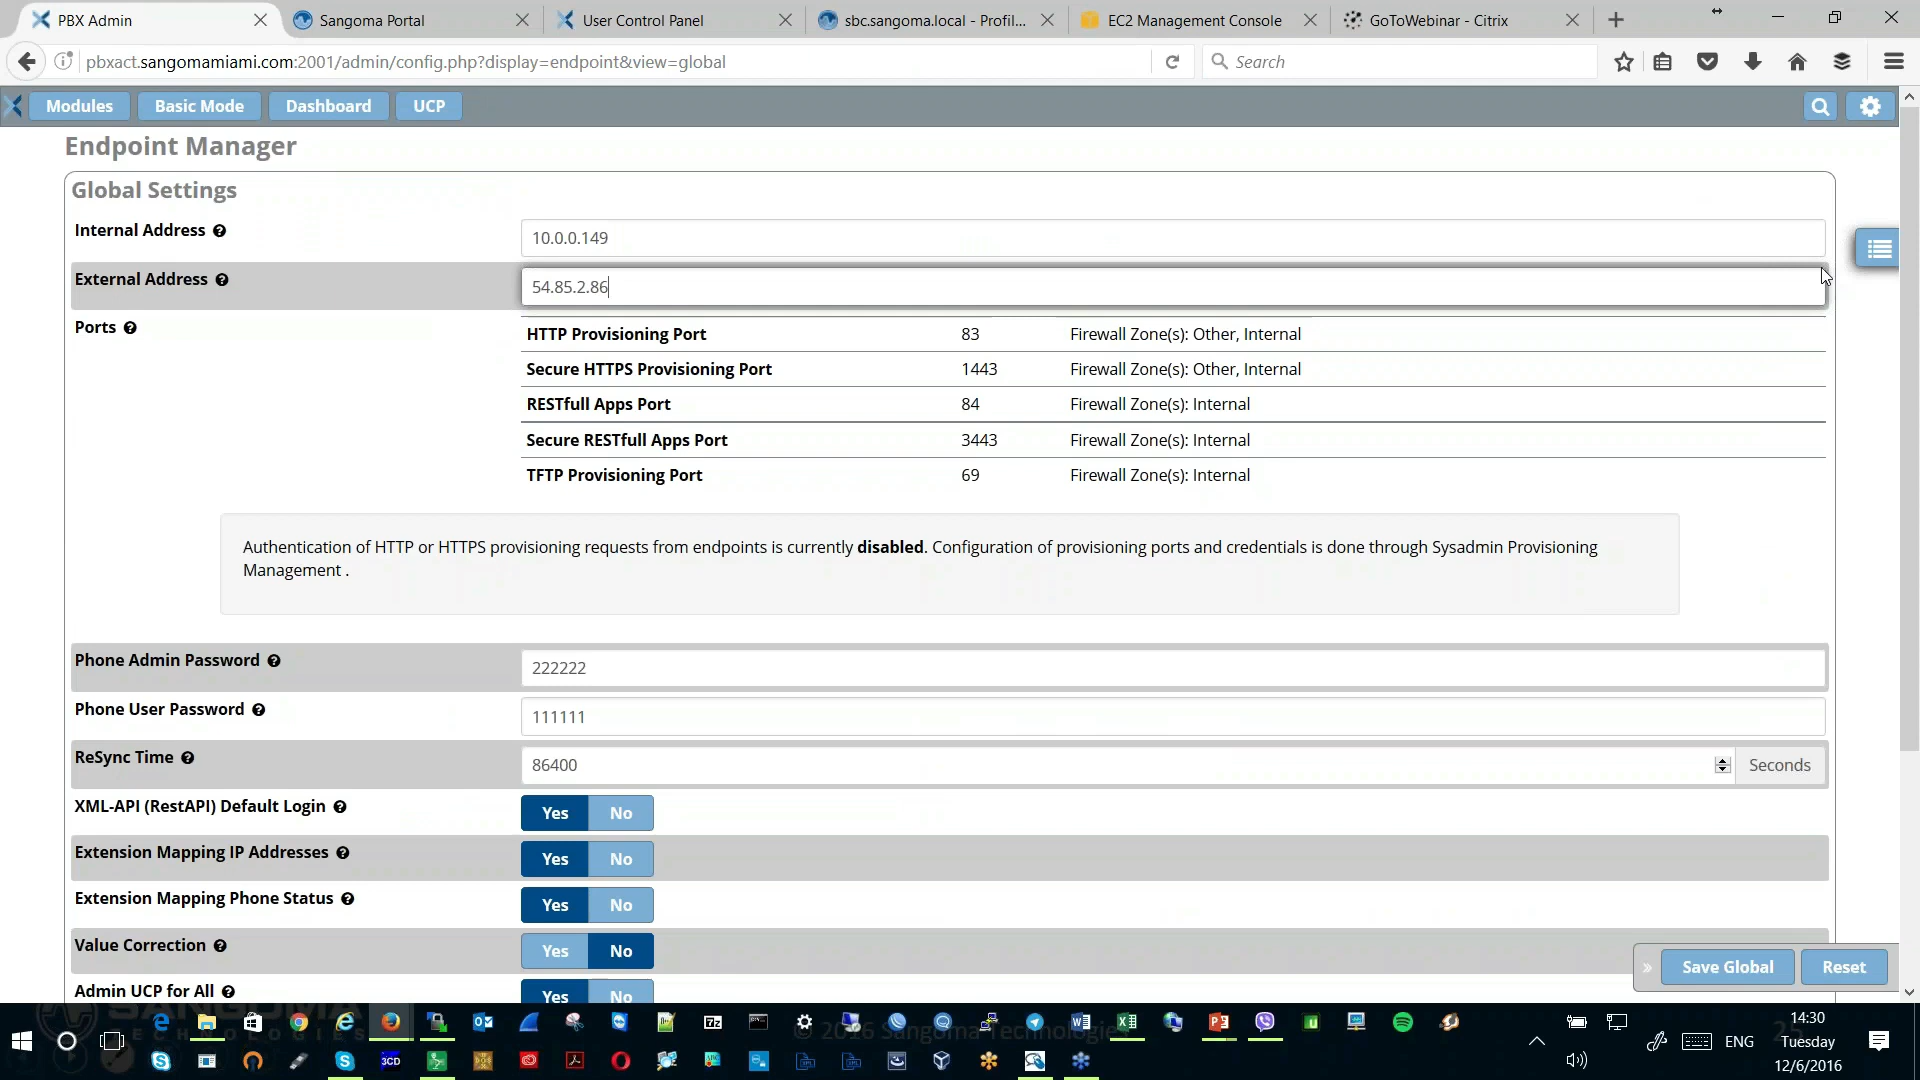 PBX Admin
Sangoma Portal
User Control Panel
sbc.sangoma.local - Profil...
EC2 Management Console
GoToWebinar - Citrix
pbxact.sangomamiami.com:2001/admin/config.php?display=endpoint&view=global
Search
Modules
Basic Mode
Dashboard
UCP
Endpoint Manager
Global Settings
Internal Address
10.0.0.149
External Address
54.85.2.86
Ports
HTTP Provisioning Port 83 Firewall Zone(s): Other, Internal
Secure HTTPS Provisioning Port 1443 Firewall Zone(s): Other, Internal
RESTfull Apps Port 84 Firewall Zone(s): Internal
Secure RESTfull Apps Port 3443 Firewall Zone(s): Internal
TFTP Provisioning Port 69 Firewall Zone(s): Internal
Authentication of HTTP or HTTPS provisioning requests from endpoints is currently disabled. Configuration of provisioning ports and credentials is done through Sysadmin Provisioning
Management .
Phone Admin Password
222222
Phone User Password
111111
ReSync Time
86400
Seconds
XML-API (RestAPI) Default Login
Yes No
Extension Mapping IP Addresses
Yes No
Extension Mapping Phone Status
Yes No
Value Correction
Yes No
Admin UCP for All
Yes No
Save Global
Reset
© 2016 Sangoma Technologies
14:30
ENG
Tuesday
12/6/2016